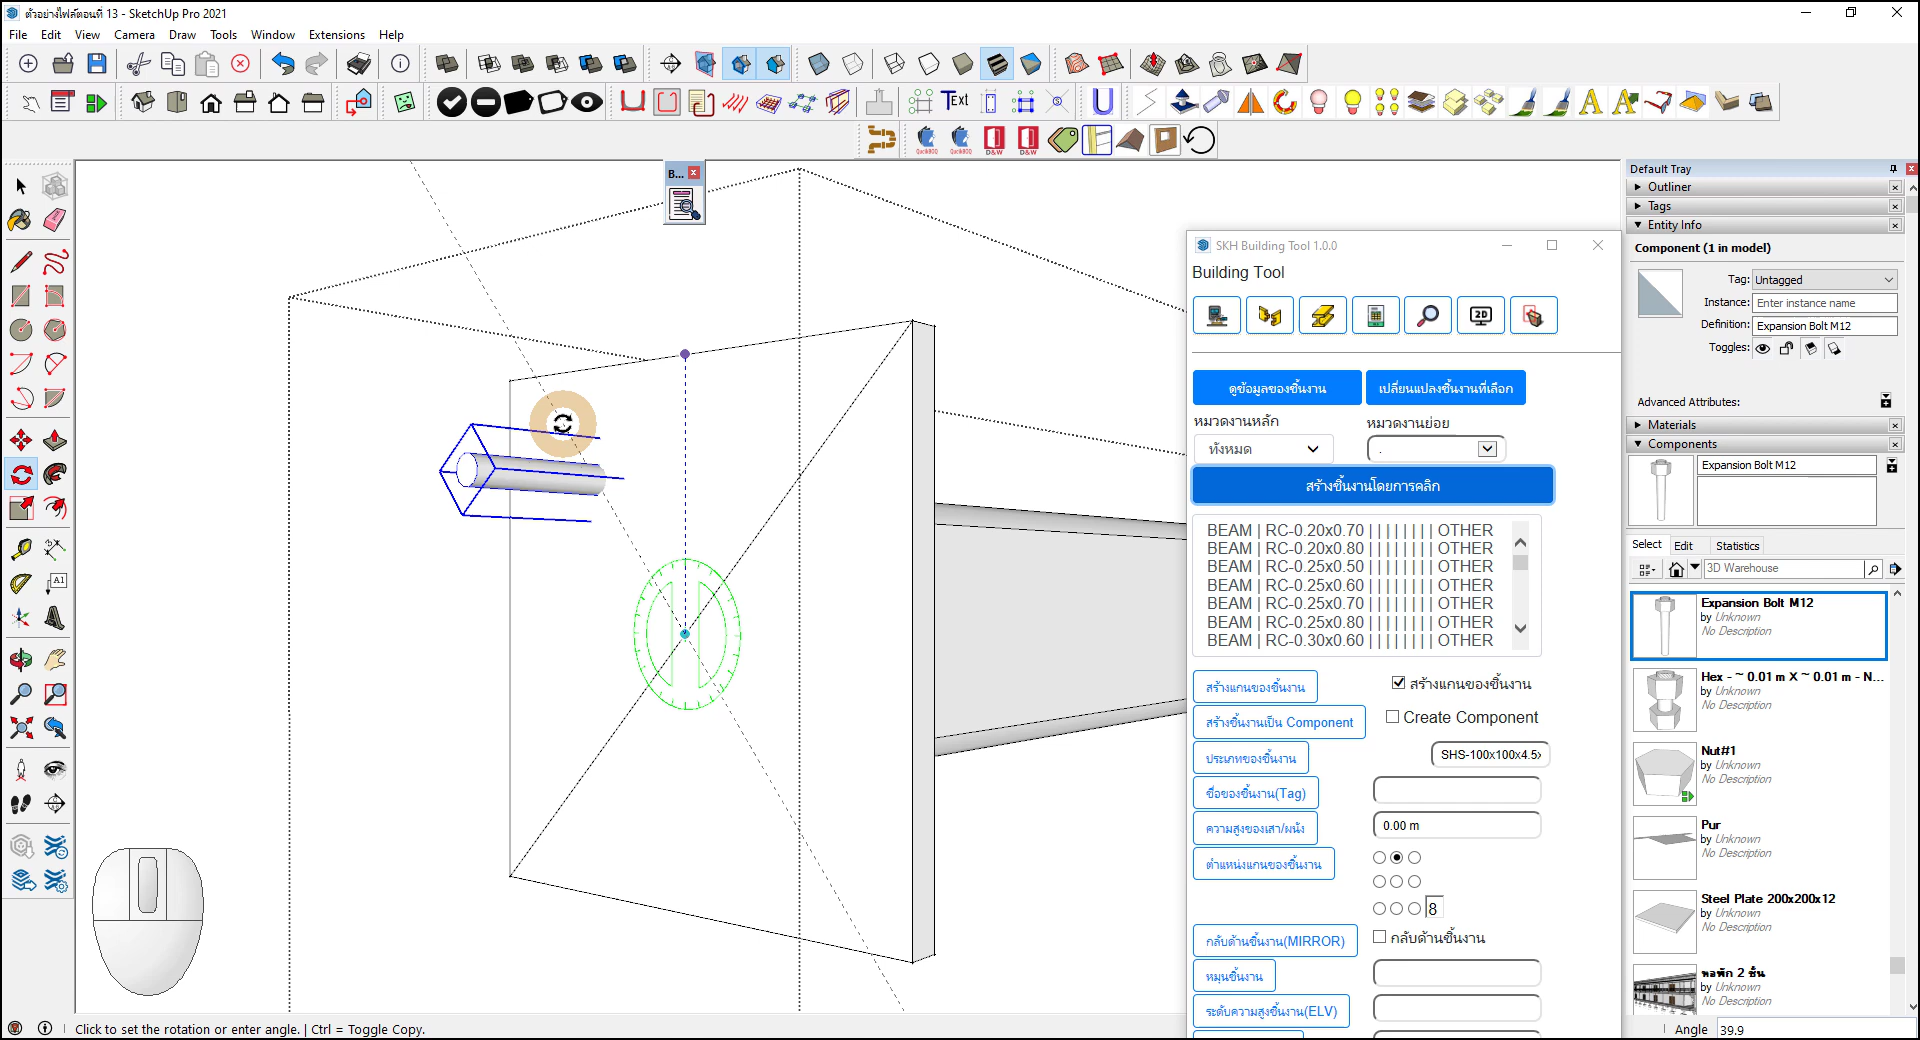 ตัวอย่างไฟล์ตอนที่ 13 - SketchUp Pro 2021
File Edit View Camera Draw Tools Window Extensions Help
Text
QuickBOQ QuickBOQ D&W D&W
B...
A1
Default Tray
Outliner
Tags
Entity Info
Component (1 in model)
Tag: Untagged
Instance: Enter instance name
Definition: Expansion Bolt M12
Toggles:
Advanced Attributes:
Materials
Components
Expansion Bolt M12
Select Edit Statistics
3D Warehouse
Expansion Bolt M12
by Unknown
No Description
Hex - ~ 0.01 m X ~ 0.01 m - N...
by Unknown
No Description
Nut#1
by Unknown
No Description
Pur
by Unknown
No Description
Steel Plate 200x200x12
by Unknown
No Description
หอพัก 2 ชั้น
by Unknown
No Description
SKH Building Tool 1.0.0
Building Tool
2D
ดูข้อมูลของชิ้นงาน เปลี่ยนแปลงชิ้นงานที่เลือก
หมวดงานหลัก หมวดงานย่อย
ทั้งหมด .
สร้างชิ้นงานโดยการคลิก
BEAM | RC-0.20x0.70 | | | | | | | | OTHER
BEAM | RC-0.20x0.80 | | | | | | | | OTHER
BEAM | RC-0.25x0.50 | | | | | | | | OTHER
BEAM | RC-0.25x0.60 | | | | | | | | OTHER
BEAM | RC-0.25x0.70 | | | | | | | | OTHER
BEAM | RC-0.25x0.80 | | | | | | | | OTHER
BEAM | RC-0.30x0.60 | | | | | | | | OTHER
สร้างแกนของชิ้นงาน สร้างแกนของชิ้นงาน
สร้างชิ้นงานเป็น Component Create Component
ประเภทของชิ้นงาน SHS-100x100x4.5x
ชื่อของชิ้นงาน(Tag)
ความสูงของเสา/ผนัง 0.00 m
ตำแหน่งแกนของชิ้นงาน
8
กลับด้านชิ้นงาน(MIRROR) กลับด้านชิ้นงาน
หมุนชิ้นงาน
ระดับความสูงชิ้นงาน(ELV)
Click to set the rotation or enter angle. | Ctrl = Toggle Copy.
Angle 39.9